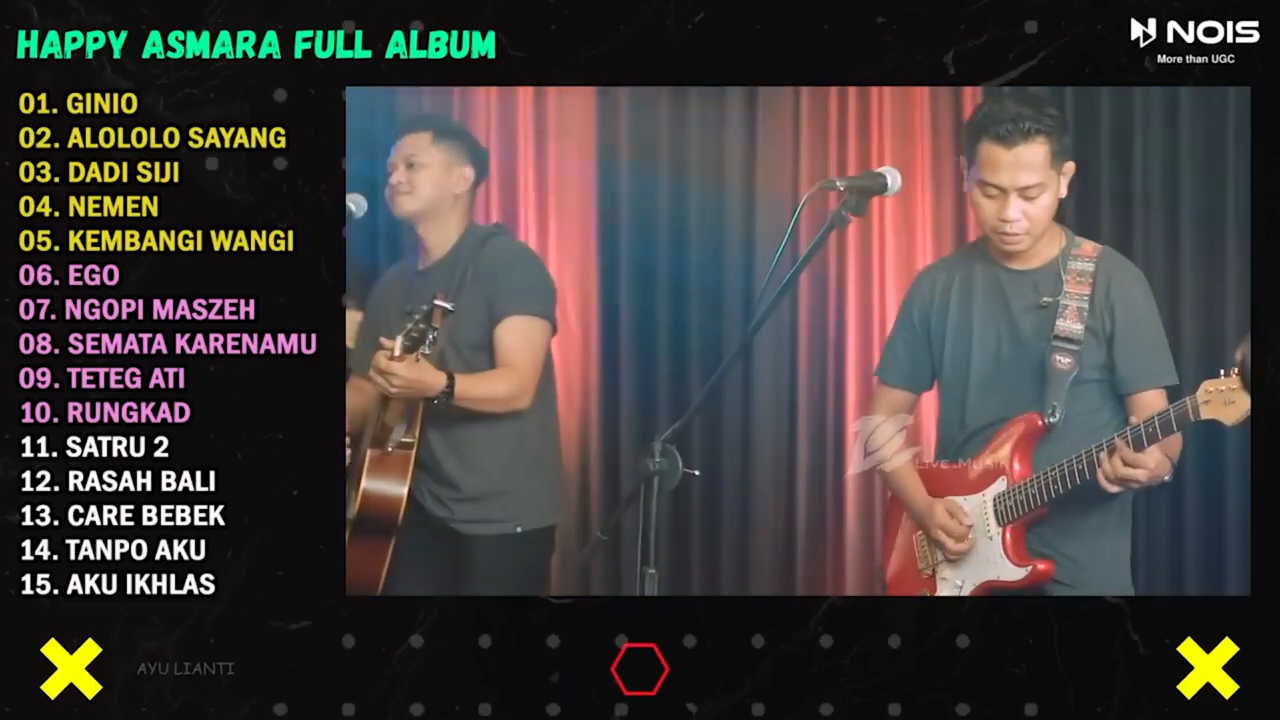 HAPPY ASMARA FULL ALBUM
NOIS
More than UGC
01. GINIO
02. ALOLOLO SAYANG
03. DADI SIJI
04. NEMEN
05. KEMBANGI WANGI
06. EGO
07. NGOPI MASZEH
08. SEMATA KARENAMU
09. TETEG ATI
10. RUNGKAD
11. SATRU 2
12. RASAH BALI
13. CARE BEBEK
14. TANPO AKU
15. AKU IKHLAS
LIVE MUSIK
AYU LIANTI